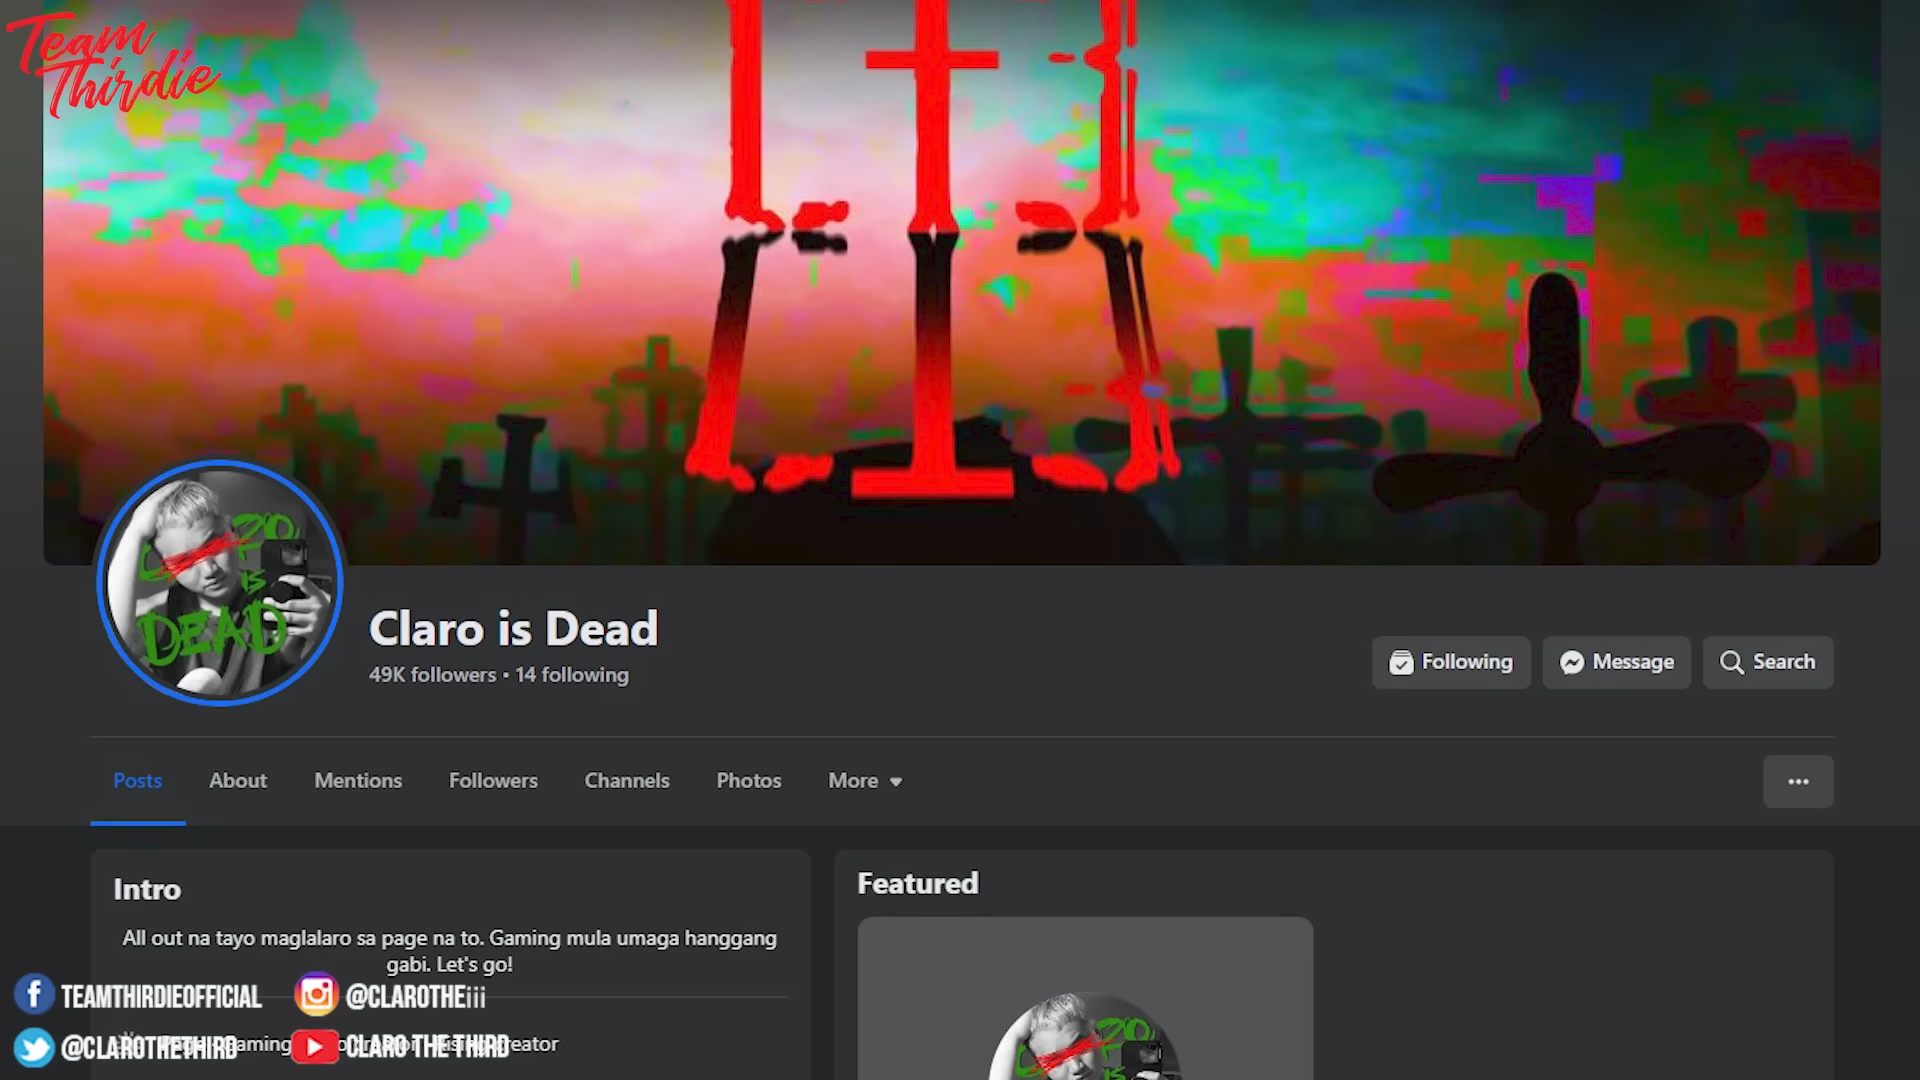 Team
Thirdie
IS
DEAD
Claro is Dead
49K followers • 14 following
Following
Message
Search
Posts
About
Mentions
Followers
Channels
Photos
More
Intro
All out na tayo maglalaro sa page na to. Gaming mula umaga hanggang
gabi. Let's go!
Featured
TEAMTHIRDIEOFFICIAL
@CLAROTHEiii
@CLAROTHETHIRD
CLARO THE THIRD